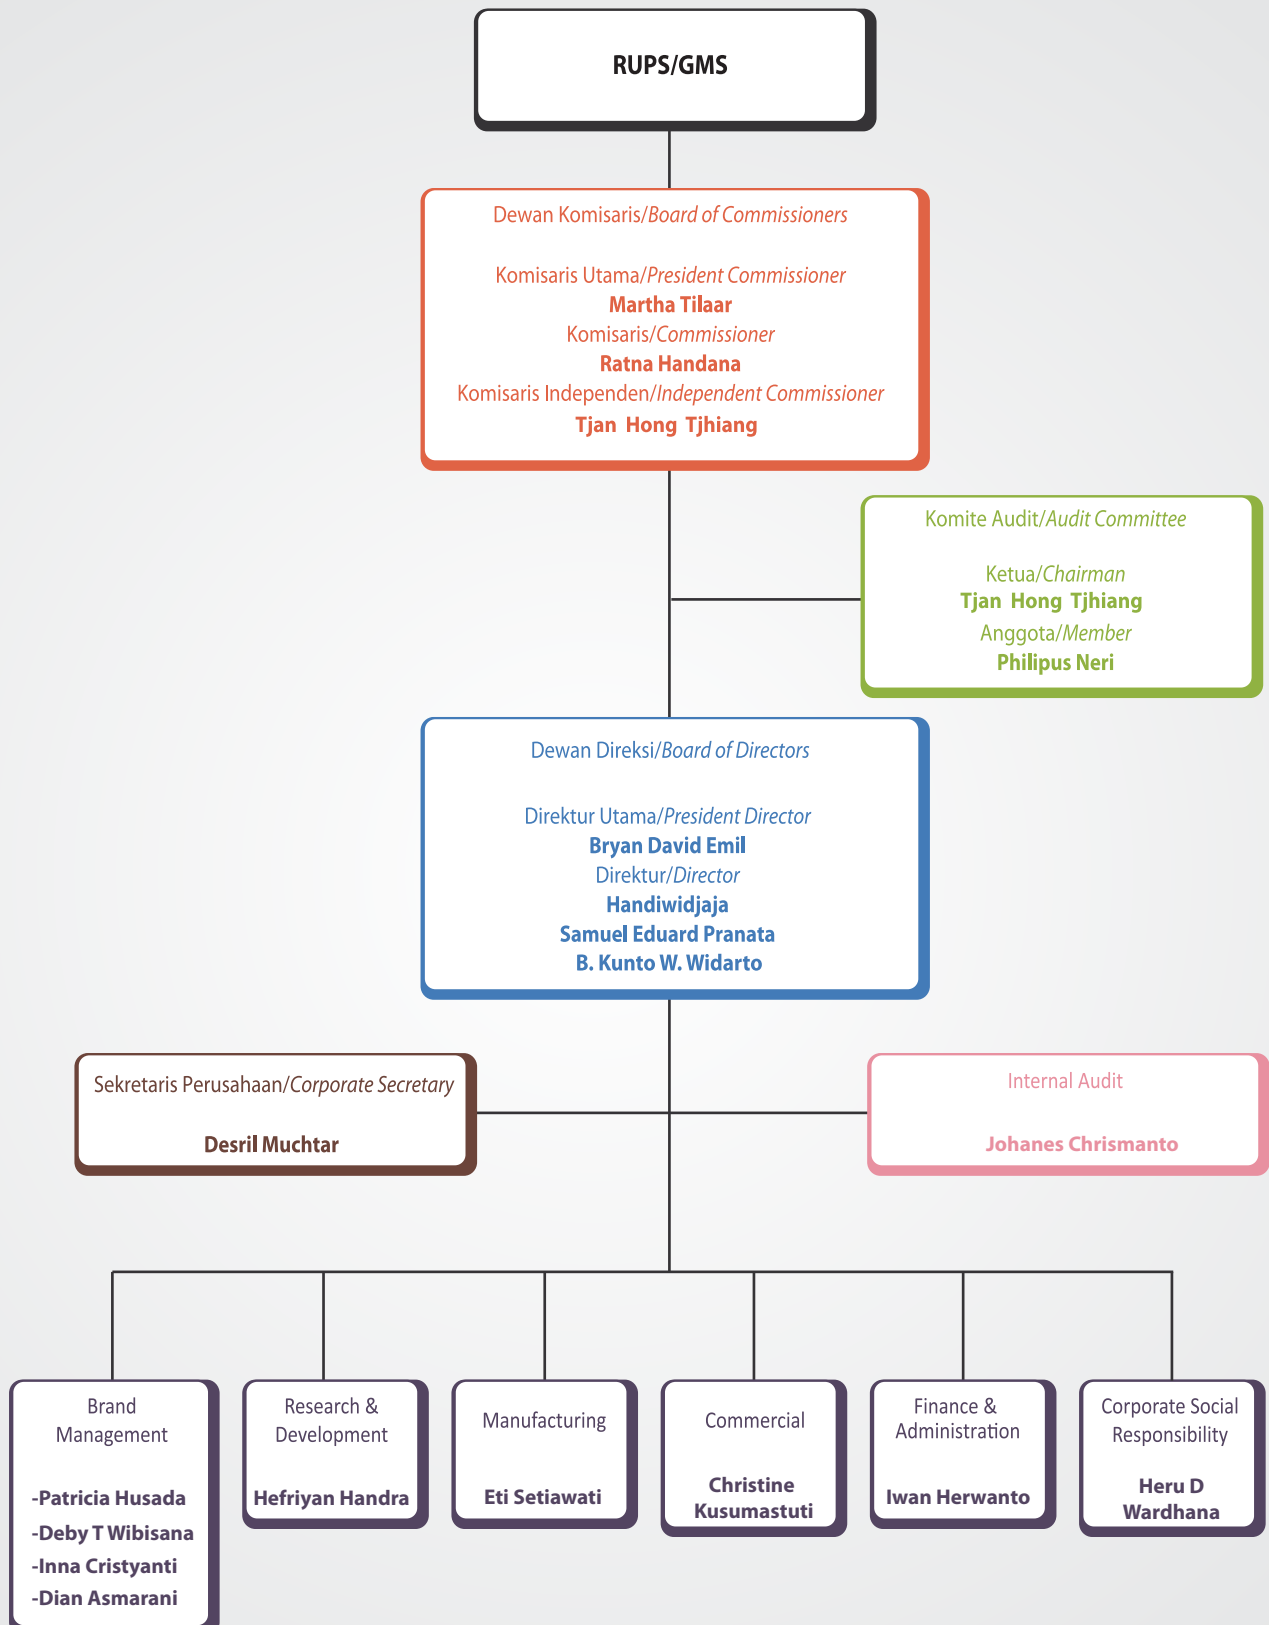 RUPS/GMS
Dewan Komisaris/Board of Commissioners
Komisaris Utama/President Commissioner
Martha Tilaar
Komisaris/Commissioner
Ratna Handana
Komisaris Independen/Independent Commissioner
Tjan Hong Tjhiang
Komite Audit/Audit Committee
Ketua/Chairman
Tjan Hong Tjhiang
Anggota/Member
Philipus Neri
Dewan Direksi/Board of Directors
Direktur Utama/President Director
Bryan David Emil
Direktur/Director
Handiwidjaja
Samuel Eduard Pranata
B. Kunto W. Widarto
Sekretaris Perusahaan/Corporate Secretary
Desril Muchtar
Internal Audit
Johanes Chrismanto
Brand
Management
-Patricia Husada
-Deby T Wibisana
-Inna Cristyanti
-Dian Asmarani
Research &
Development
Hefriyan Handra
Manufacturing
Eti Setiawati
Commercial
Christine
Kusumastuti
Finance &
Administration
Iwan Herwanto
Corporate Social
Responsibility
Heru D
Wardhana